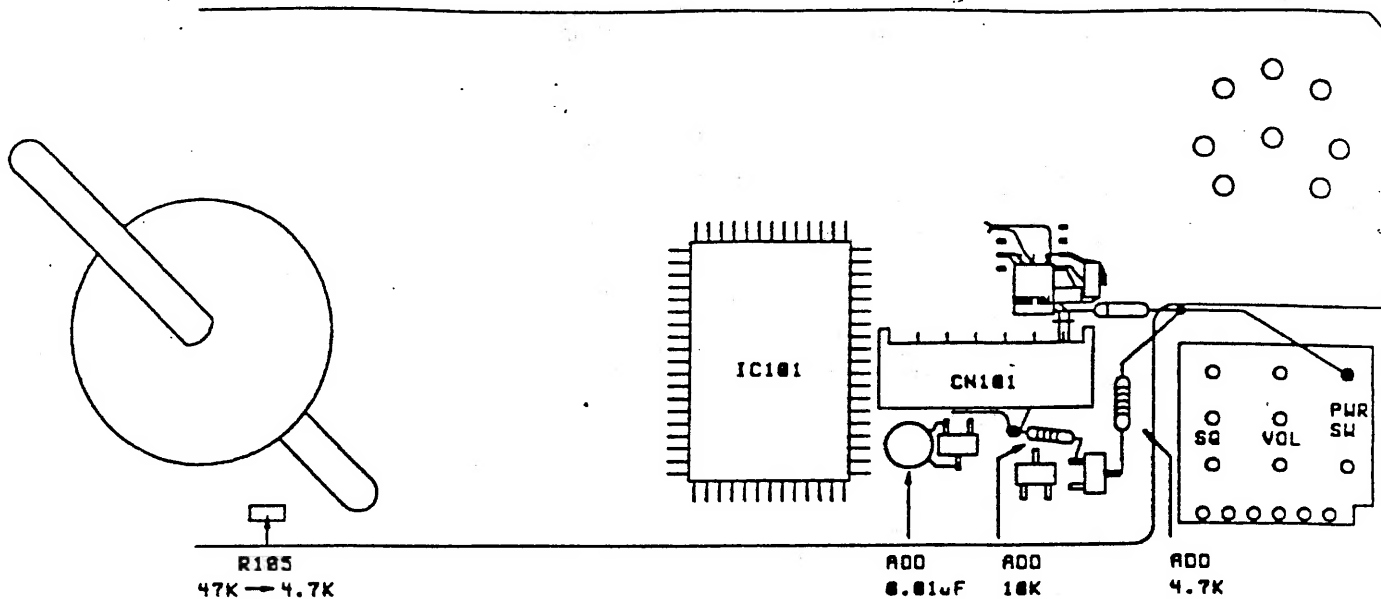 IC101
CN101
PWR
SW
SQ VOL
R105
47K → 4.7K
ADD
0.01uF
ADD
10K
ADD
4.7K